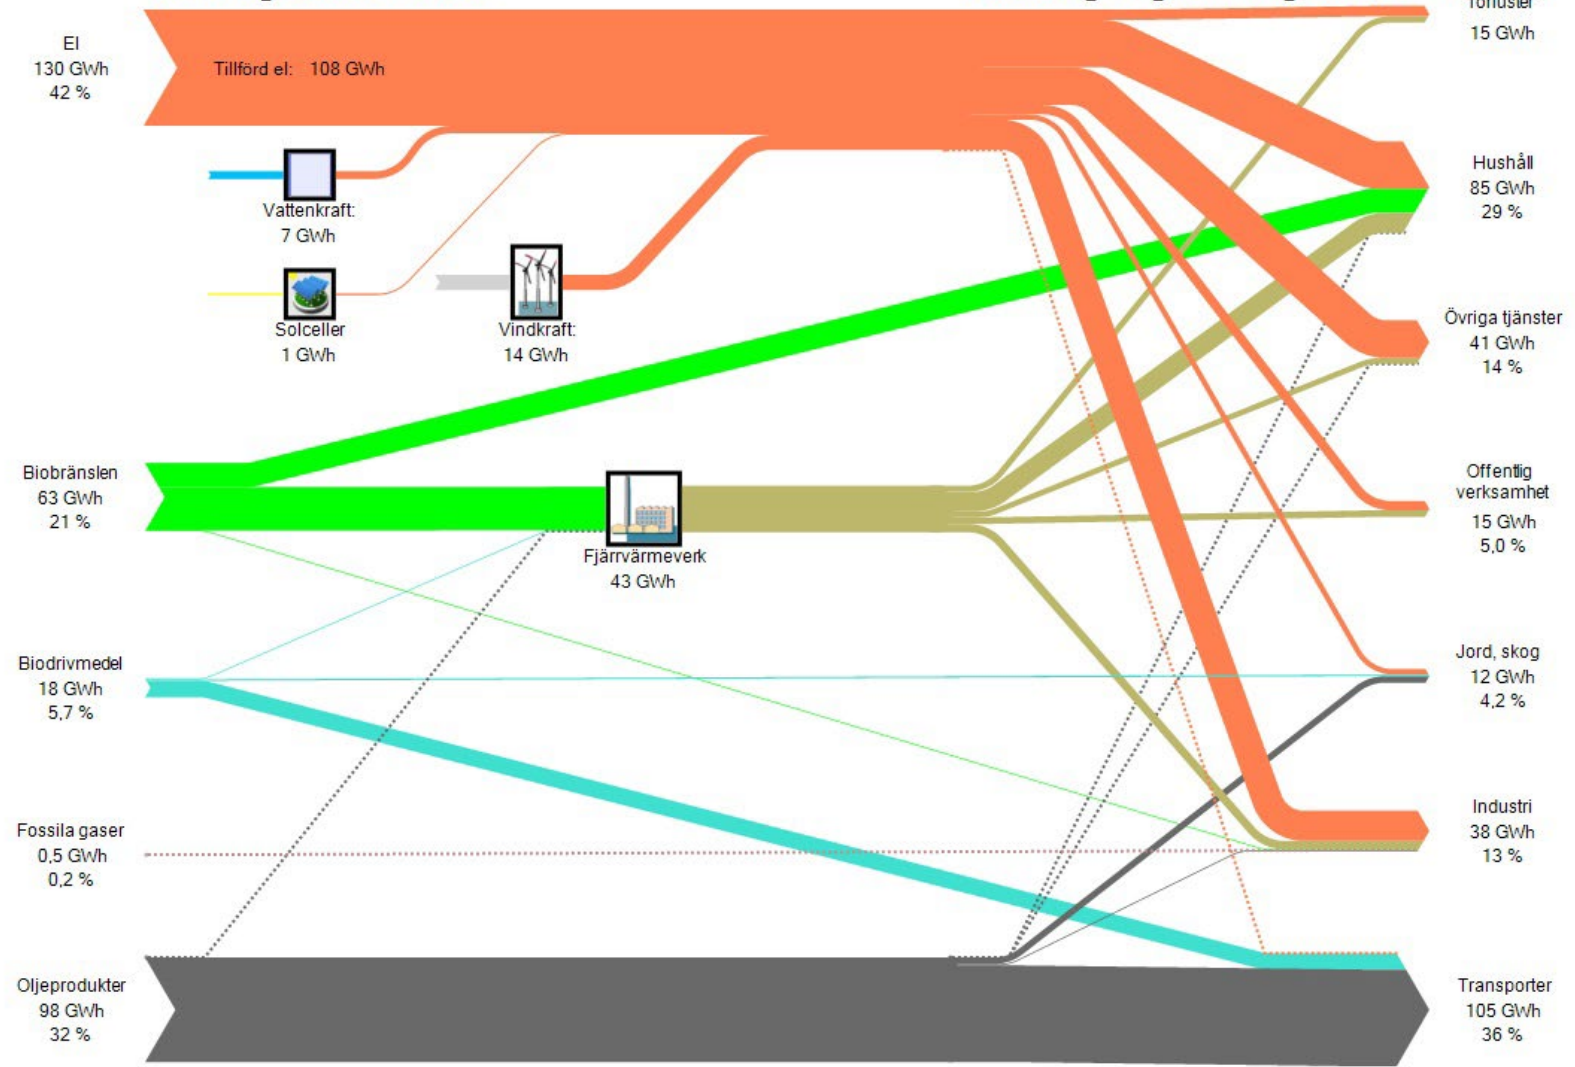 15 GWh
El
130 GWh
42 %
Tillförd el: 108 GWh
Vattenkraft:
7 GWh
Solceller
1 GWh
Vindkraft:
14 GWh
Hushåll
85 GWh
29 %
Övriga tjänster
41 GWh
14 %
Biobränslen
63 GWh
21 %
Fjärrvärmeverk
43 GWh
Offentlig
verksamhet
15 GWh
5,0 %
Biodrivmedel
18 GWh
5,7 %
Jord, skog
12 GWh
4,2 %
Fossila gaser
0,5 GWh
0,2 %
Industri
38 GWh
13 %
Oljeprodukter
98 GWh
32 %
Transporter
105 GWh
36 %